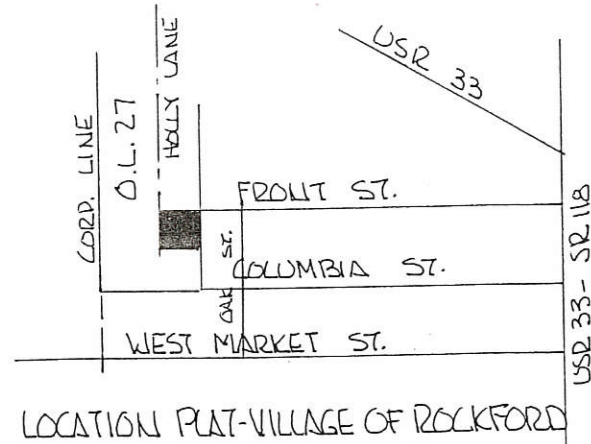 USR 33
HOLLY LANE
O.L. 27
CORP. LINE
FRONT ST.
OAK ST.
COLUMBIA ST.
WEST MARKET ST.
USR 33- SR 118
LOCATION PLAT-VILLAGE OF ROCKFORD